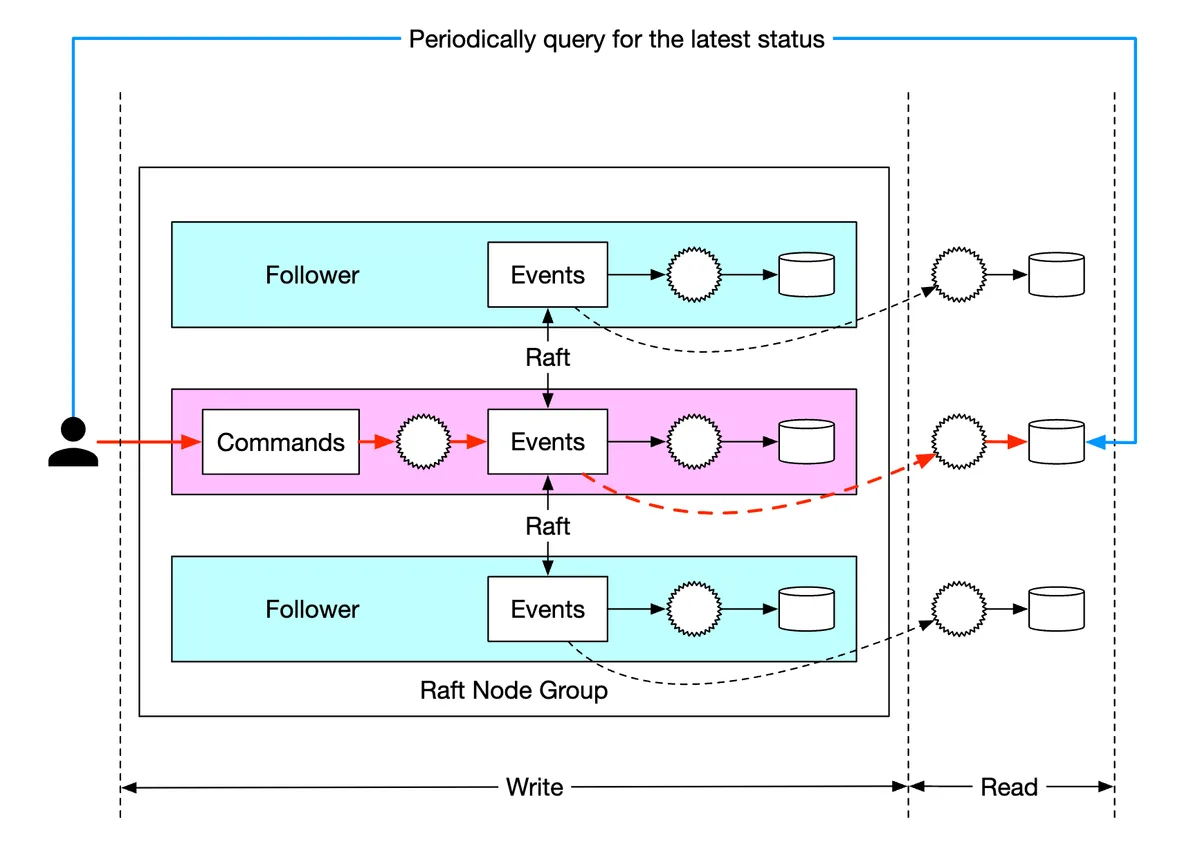 Periodically query for the latest status
Follower
Events
Raft
Commands
Events
Raft
Follower
Events
Raft Node Group
Write
Read